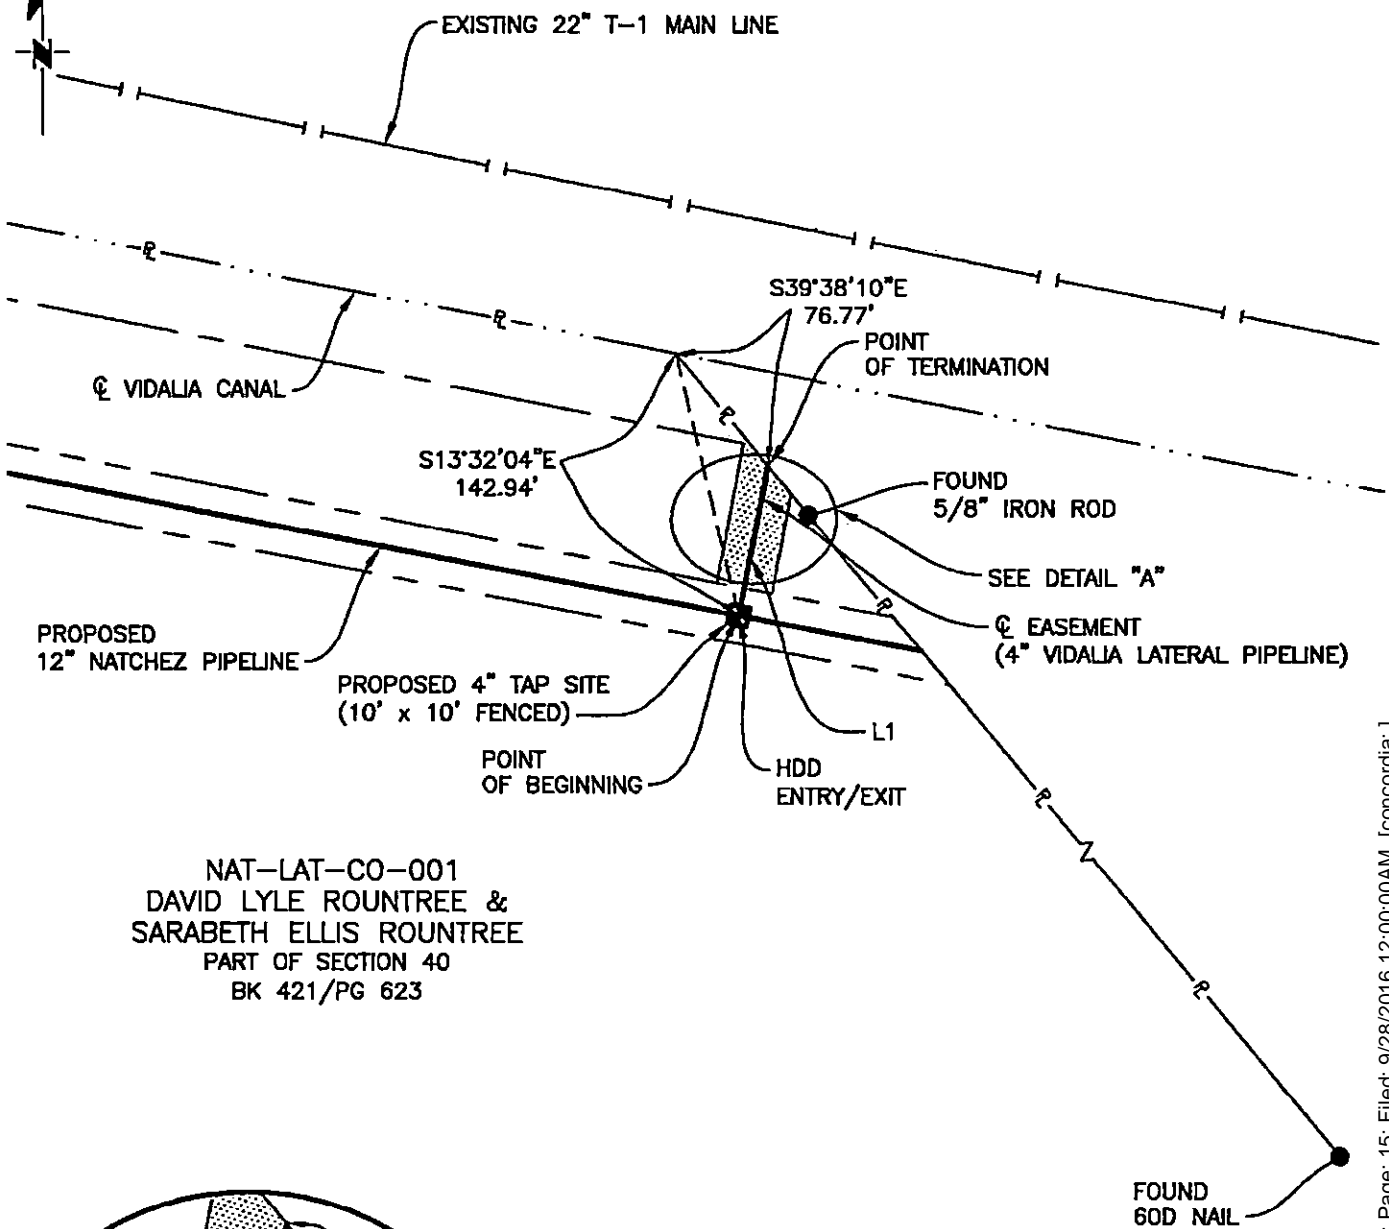 EXISTING 22" T-1 MAIN LINE
N
S39°38'10"E
76.77'
POINT
OF TERMINATION
℄ VIDALIA CANAL
S13°32'04"E
142.94'
FOUND
5/8" IRON ROD
SEE DETAIL "A"
℄ EASEMENT
(4" VIDALIA LATERAL PIPELINE)
PROPOSED
12" NATCHEZ PIPELINE
PROPOSED 4" TAP SITE
(10' x 10' FENCED)
L1
POINT
OF BEGINNING
HDD
ENTRY/EXIT
NAT-LAT-CO-001
DAVID LYLE ROUNTREE &
SARABETH ELLIS ROUNTREE
PART OF SECTION 40
BK 421/PG 623
FOUND
60D NAIL
Page: 15; Filed: 9/28/2016 12:00:00AM [concordia: ]